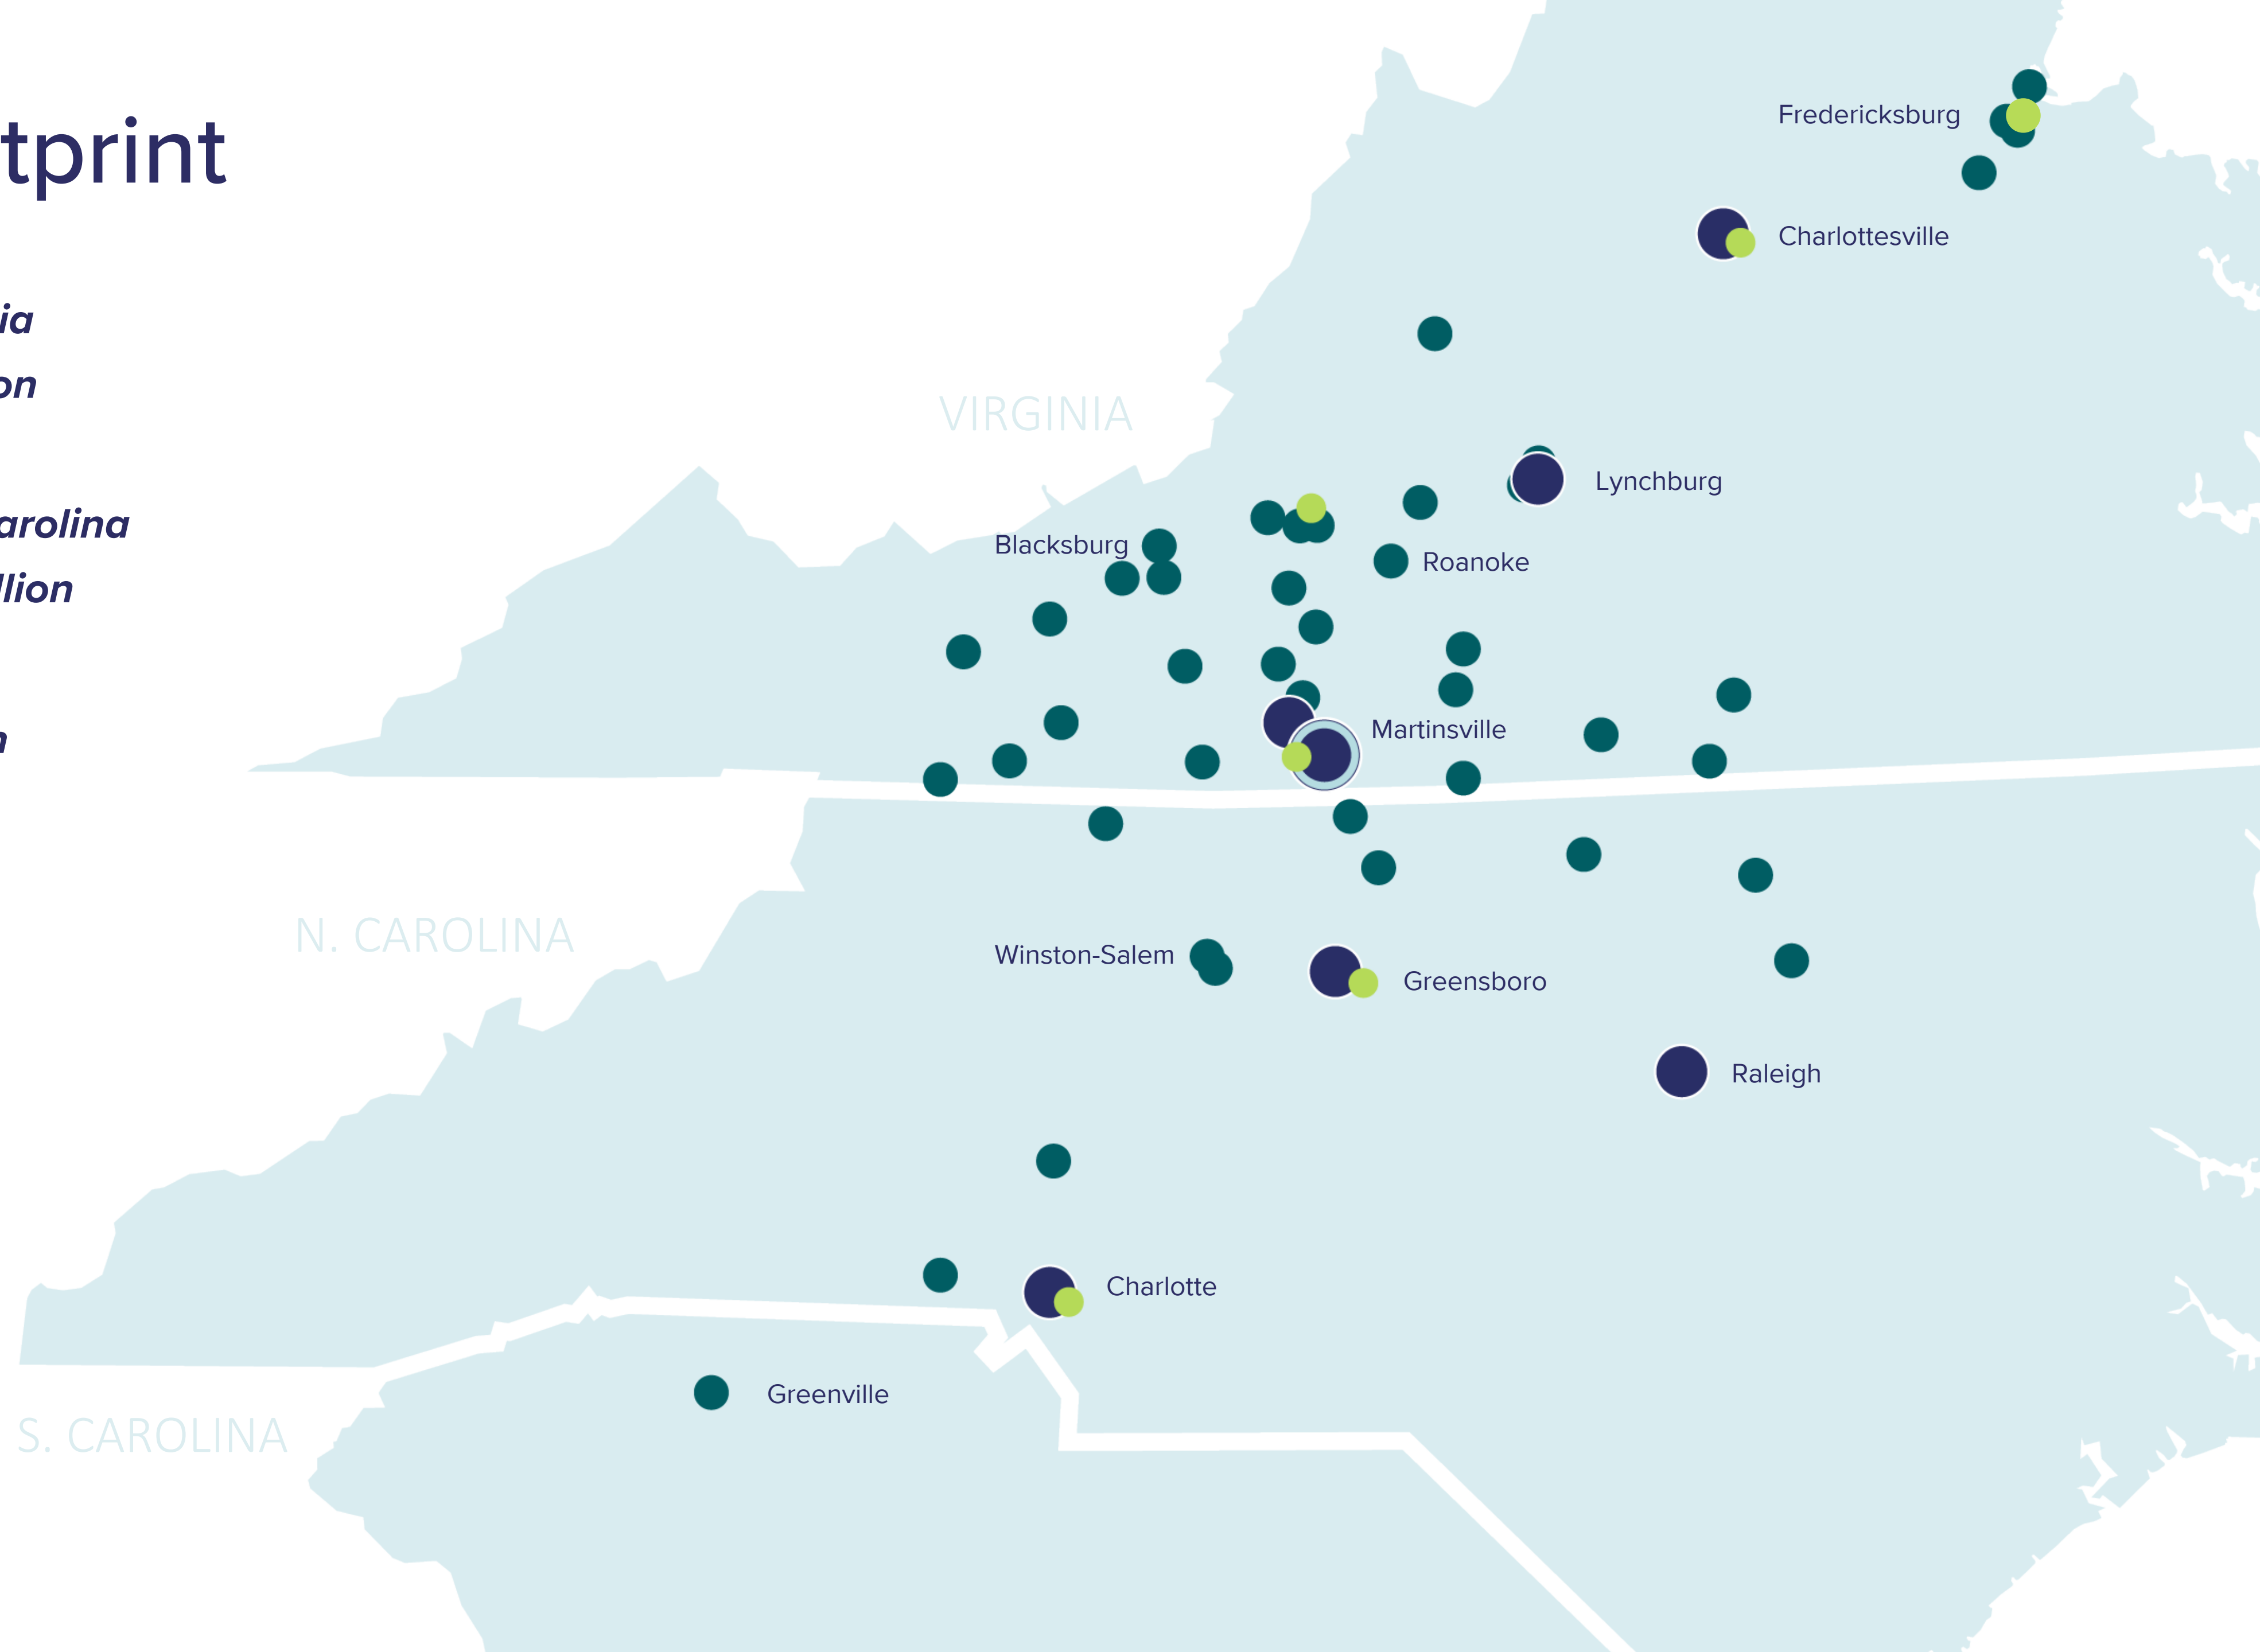 tprint
ia
on
arolina
llion
Fredericksburg
Charlottesville
VIRGINIA
Lynchburg
Blacksburg
Roanoke
Martinsville
N. CAROLINA
Winston-Salem
Greensboro
Raleigh
Charlotte
Greenville
S. CAROLINA